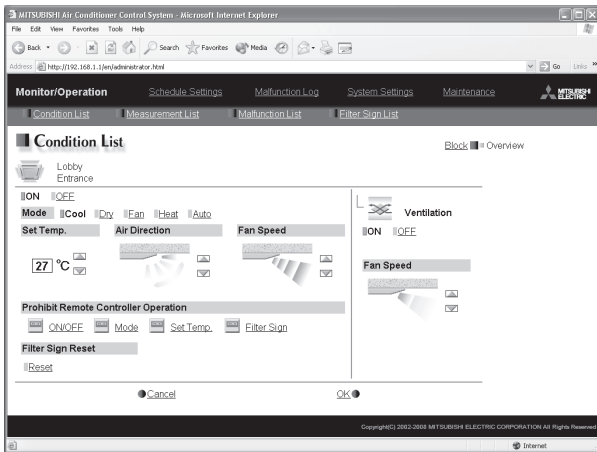 MITSUBISHI Air Conditioner Control System - Microsoft Internet Explorer
File Edit View Favorites Tools Help
Back Search Favorites Media
Address http://192.168.1.1/en/administrator.html Go Links »
Monitor/Operation Schedule Settings Malfunction Log System Settings Maintenance MITSUBISHI ELECTRIC
Condition List Measurement List Malfunction List Filter Sign List
Condition List Block Overview
Lobby
Entrance
ON OFF
Mode Cool Dry Fan Heat Auto
Set Temp. Air Direction Fan Speed
27 °C
Prohibit Remote Controller Operation
ON/OFF Mode Set Temp. Filter Sign
Filter Sign Reset
Reset
Ventilation
ON OFF
Fan Speed
Cancel OK
Copyright(C) 2002-2008 MITSUBISHI ELECTRIC CORPORATION All Rights Reserved
Internet